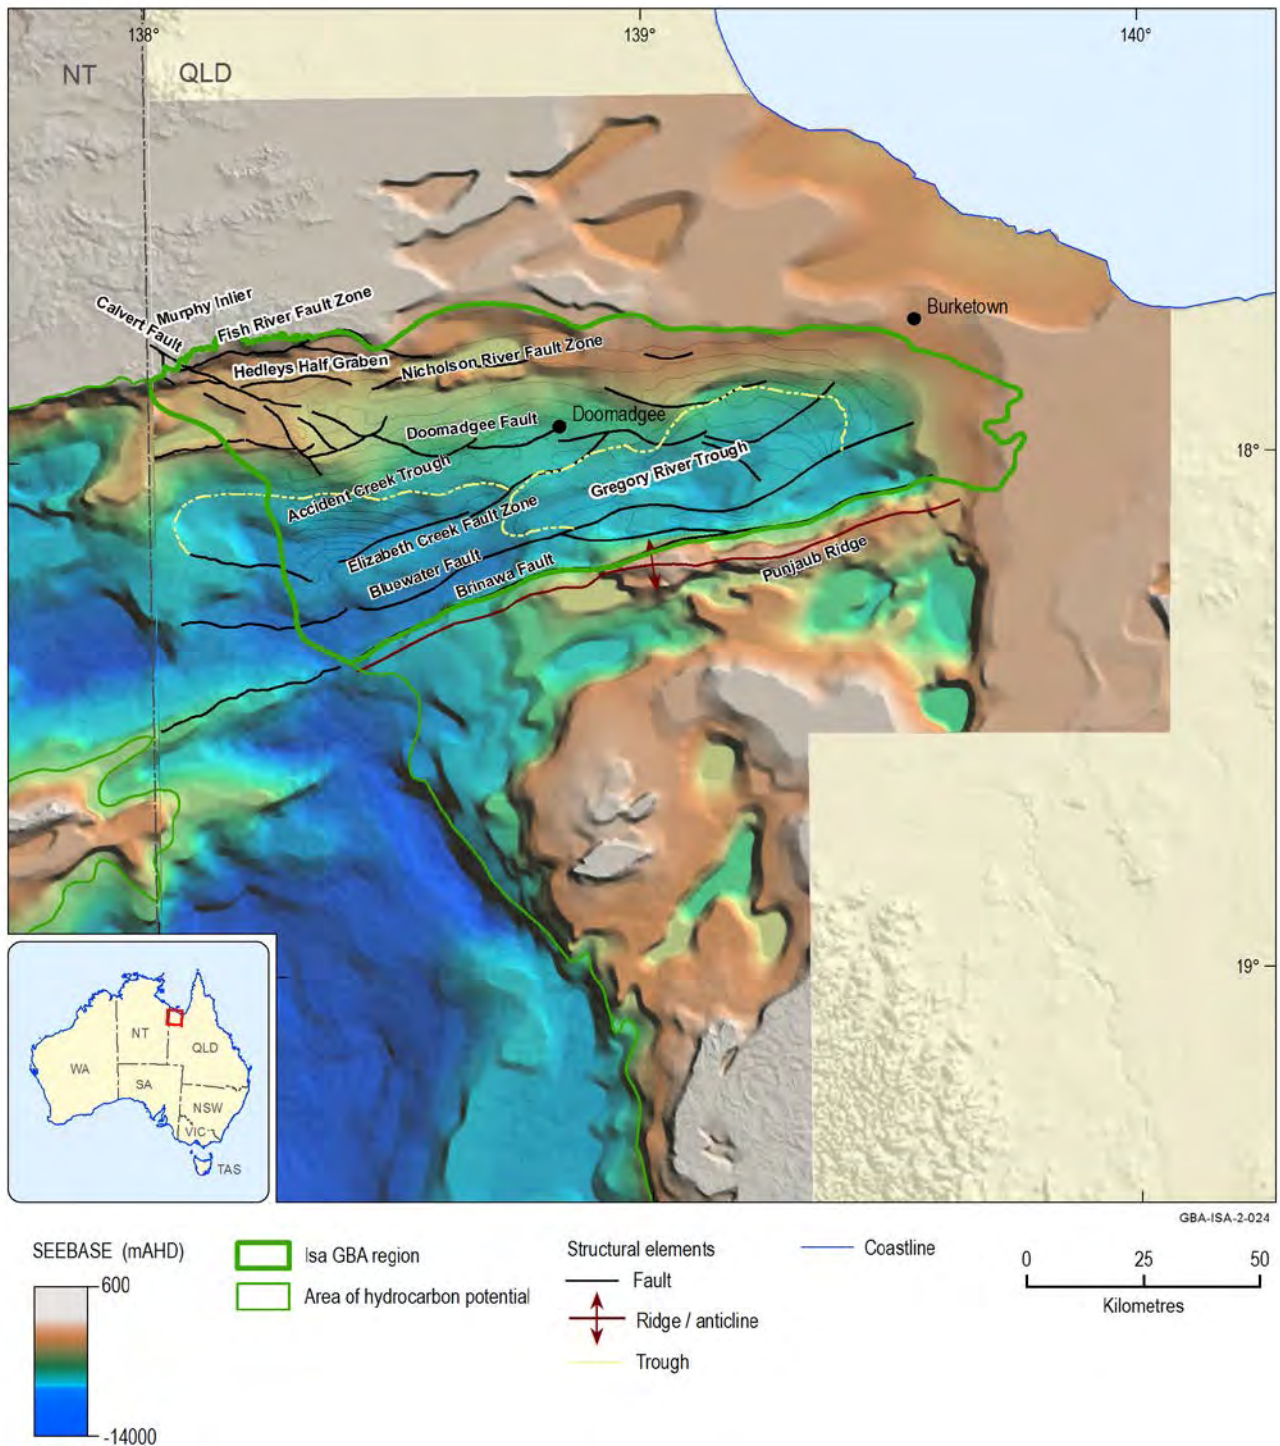 138°
139°
140°
NT
QLD
Burketown
Murphy Inlier
Calvert Fault
Fish River Fault Zone
Hedleys Half Graben
Nicholson River Fault Zone
Doomadgee
Doomadgee Fault
18°
Gregory River Trough
Accident Creek Trough
Elizabeth Creek Fault Zone
Bluewater Fault
Brinawa Fault
Punjaub Ridge
19°
NT
QLD
WA
SA
NSW
VIC
TAS
GBA-ISA-2-024
SEEBASE (mAHD)
600
-14000
Isa GBA region
Area of hydrocarbon potential
Structural elements
Fault
Ridge / anticline
Trough
Coastline
0 25 50
Kilometres